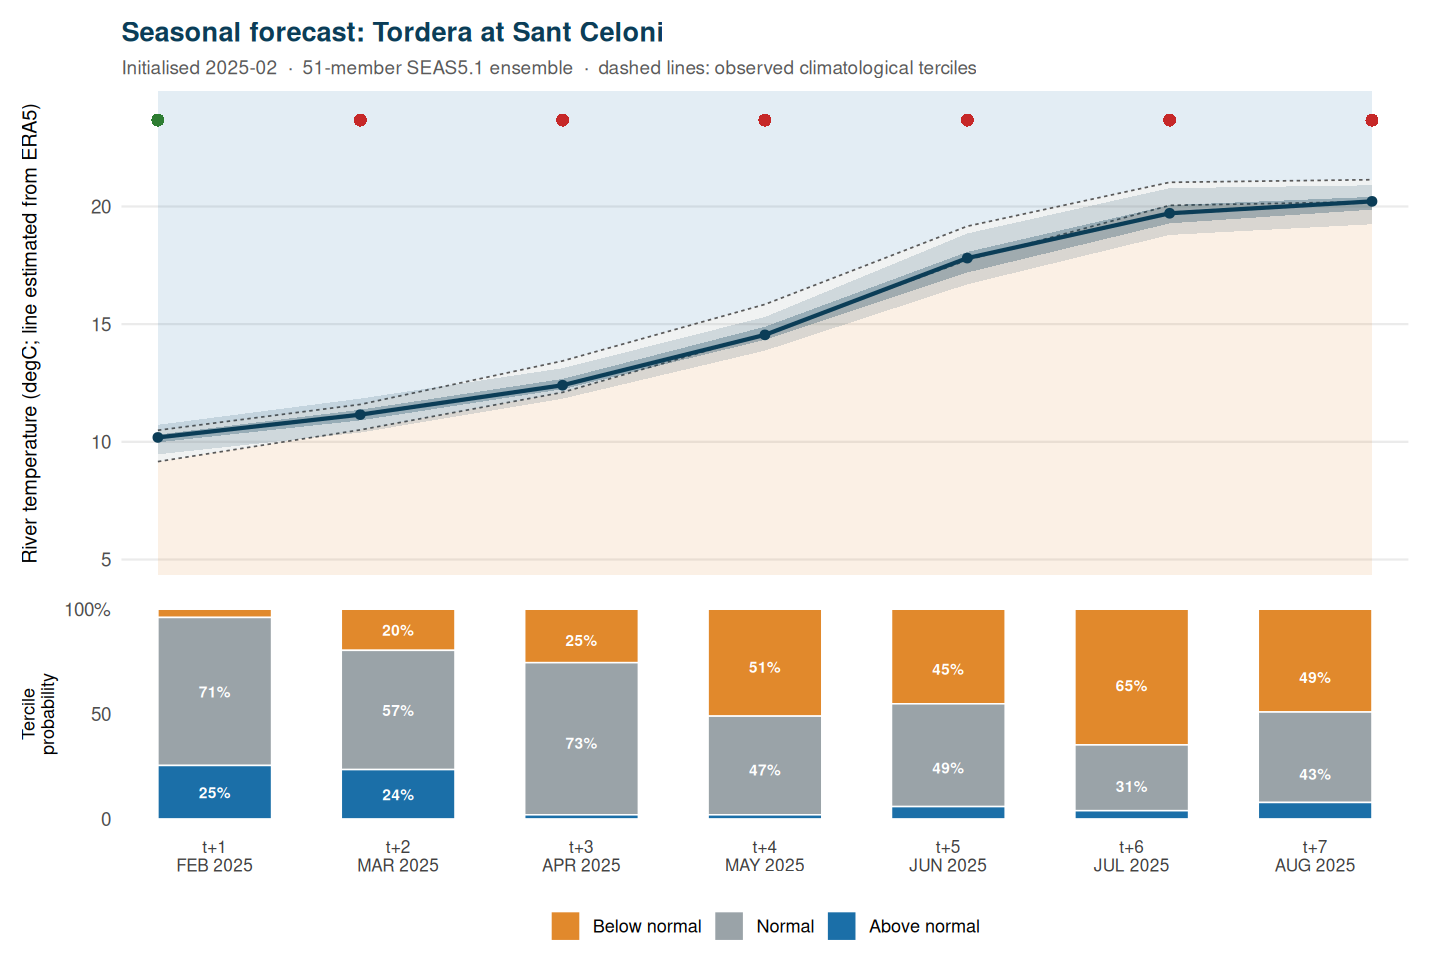 Seasonal forecast: Tordera at Sant Celoni
Initialised 2025-02 · 51-member SEAS5.1 ensemble · dashed lines: observed climatological terciles
River temperature (degC; line estimated from ERA5)
20
15
10
5
Tercile
probability
100%
50
0
71%
25%
20%
57%
24%
25%
73%
51%
47%
45%
49%
65%
31%
49%
43%
t+1
FEB 2025
t+2
MAR 2025
t+3
APR 2025
t+4
MAY 2025
t+5
JUN 2025
t+6
JUL 2025
t+7
AUG 2025
Below normal
Normal
Above normal